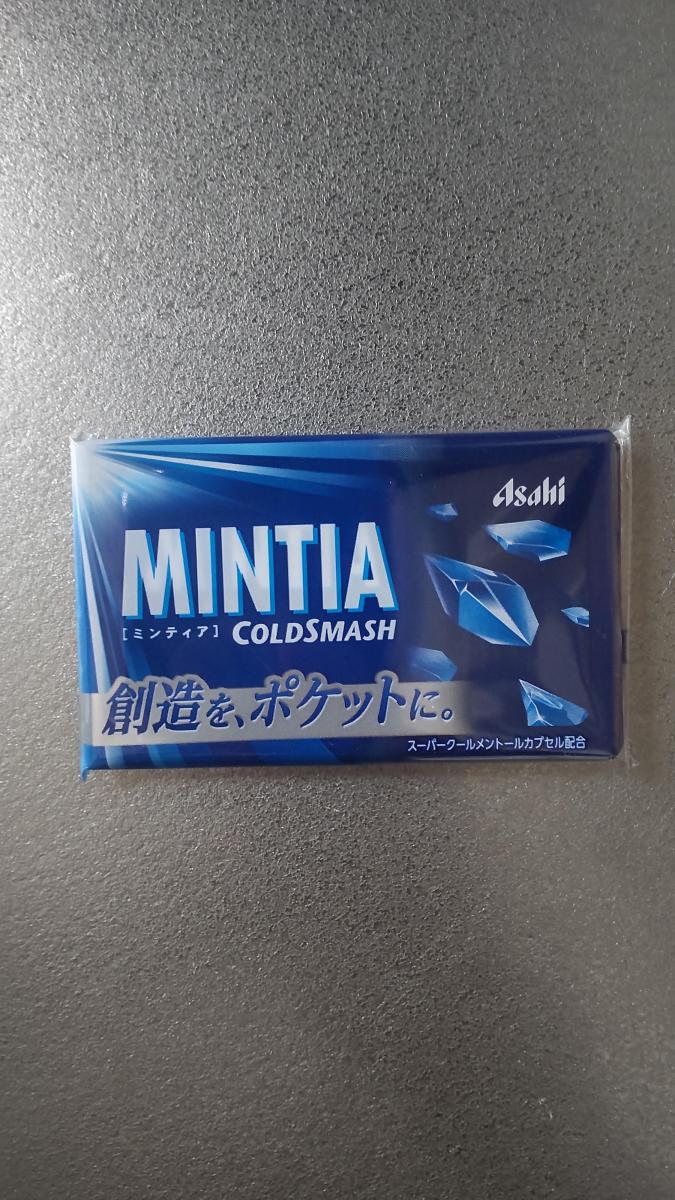 Asahi
MINTIA
[ミンティア] COLDSMASH
創造を、ポケットに。
スーパークールメントールカプセル配合